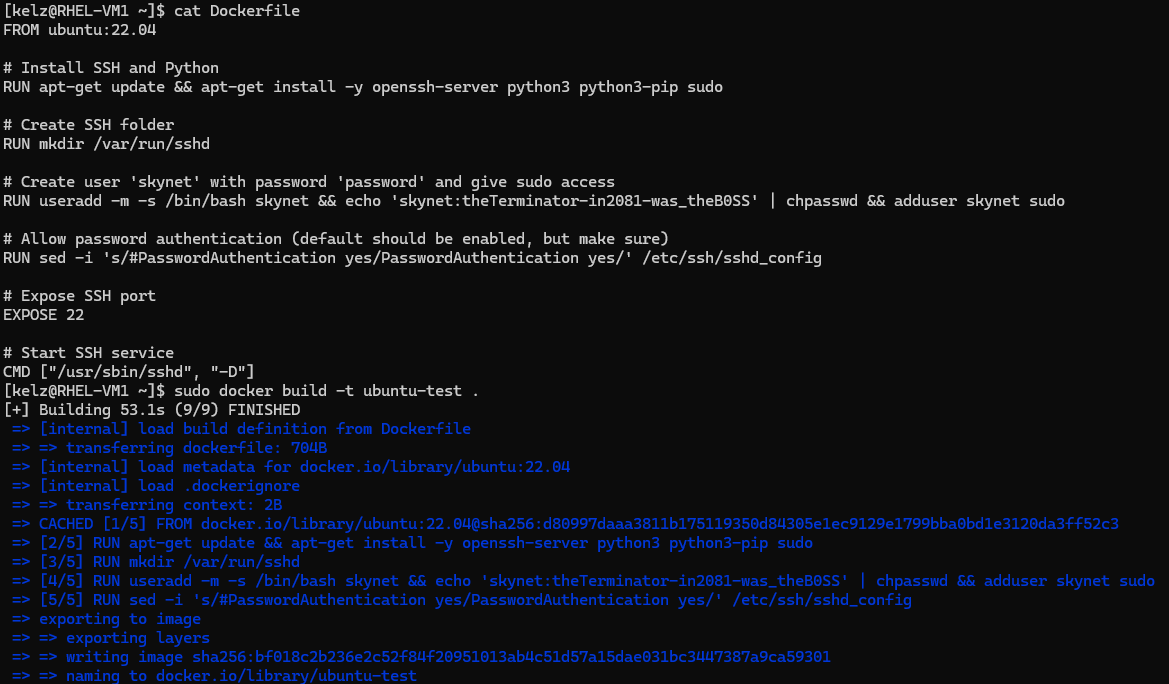 [kelz@RHEL-VM1 ~]$ cat Dockerfile
FROM ubuntu:22.04
# Install SSH and Python
RUN apt-get update && apt-get install -y openssh-server python3 python3-pip sudo
# Create SSH folder
RUN mkdir /var/run/sshd
# Create user 'skynet' with password 'password' and give sudo access
RUN useradd -m -s /bin/bash skynet && echo 'skynet:theTerminator-in2081-was_theB0SS' | chpasswd && adduser skynet sudo
# Allow password authentication (default should be enabled, but make sure)
RUN sed -i 's/#PasswordAuthentication yes/PasswordAuthentication yes/' /etc/ssh/sshd_config
# Expose SSH port
EXPOSE 22
# Start SSH service
CMD ["/usr/sbin/sshd", "-D"]
[kelz@RHEL-VM1 ~]$ sudo docker build -t ubuntu-test .
[+] Building 53.1s (9/9) FINISHED
=> [internal] load build definition from Dockerfile
=> => transferring dockerfile: 704B
=> [internal] load metadata for docker.io/library/ubuntu:22.04
=> [internal] load .dockerignore
=> => transferring context: 2B
=> CACHED [1/5] FROM docker.io/library/ubuntu:22.04@sha256:d80997daaa3811b175119350d84305e1ec9129e1799bba0bd1e3120da3ff52c3
=> [2/5] RUN apt-get update && apt-get install -y openssh-server python3 python3-pip sudo
=> [3/5] RUN mkdir /var/run/sshd
=> [4/5] RUN useradd -m -s /bin/bash skynet && echo 'skynet:theTerminator-in2081-was_theB0SS' | chpasswd && adduser skynet sudo
=> [5/5] RUN sed -i 's/#PasswordAuthentication yes/PasswordAuthentication yes/' /etc/ssh/sshd_config
=> exporting to image
=> => exporting layers
=> => writing image sha256:bf018c2b236e2c52f84f20951013ab4c51d57a15dae031bc3447387a9ca59301
=> => naming to docker.io/library/ubuntu-test